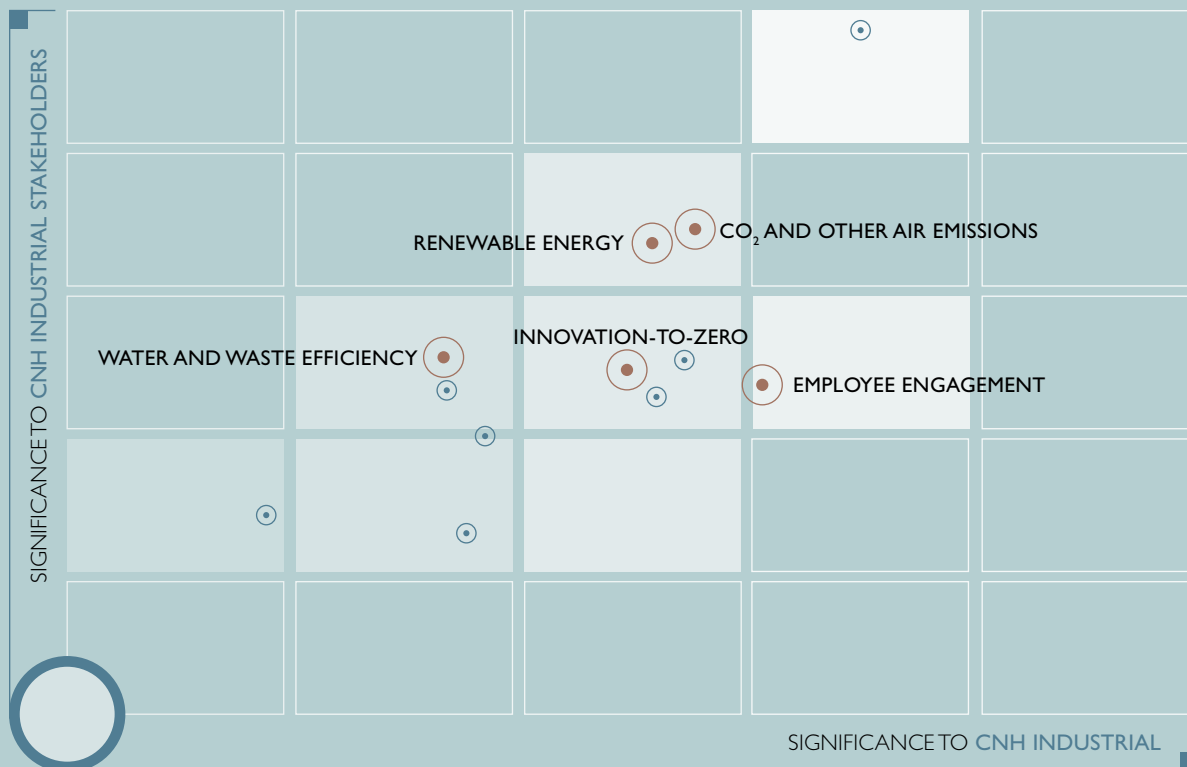 SIGNIFICANCE TO CNH INDUSTRIAL STAKEHOLDERS
RENEWABLE ENERGY
CO₂ AND OTHER AIR EMISSIONS
INNOVATION-TO-ZERO
WATER AND WASTE EFFICIENCY
EMPLOYEE ENGAGEMENT
SIGNIFICANCE TO CNH INDUSTRIAL